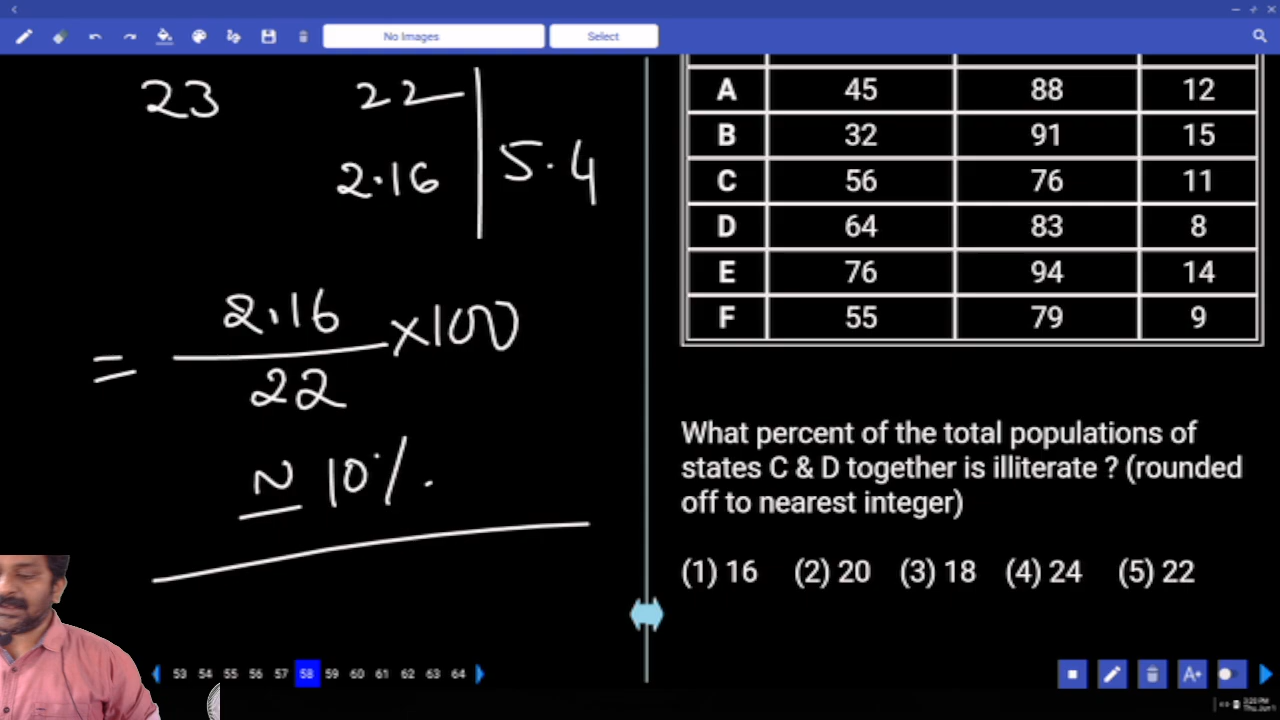 No Images
Select
23
22
2.16
5.4
= 2.16 / 22 ×100
≃ 10%.
A 45 88 12
B 32 91 15
C 56 76 11
D 64 83 8
E 76 94 14
F 55 79 9
What percent of the total populations of
states C & D together is illiterate ? (rounded
off to nearest integer)
(1) 16 (2) 20 (3) 18 (4) 24 (5) 22
53 54 55 56 57 58 59 60 61 62 63 64
A+
3:20 PM